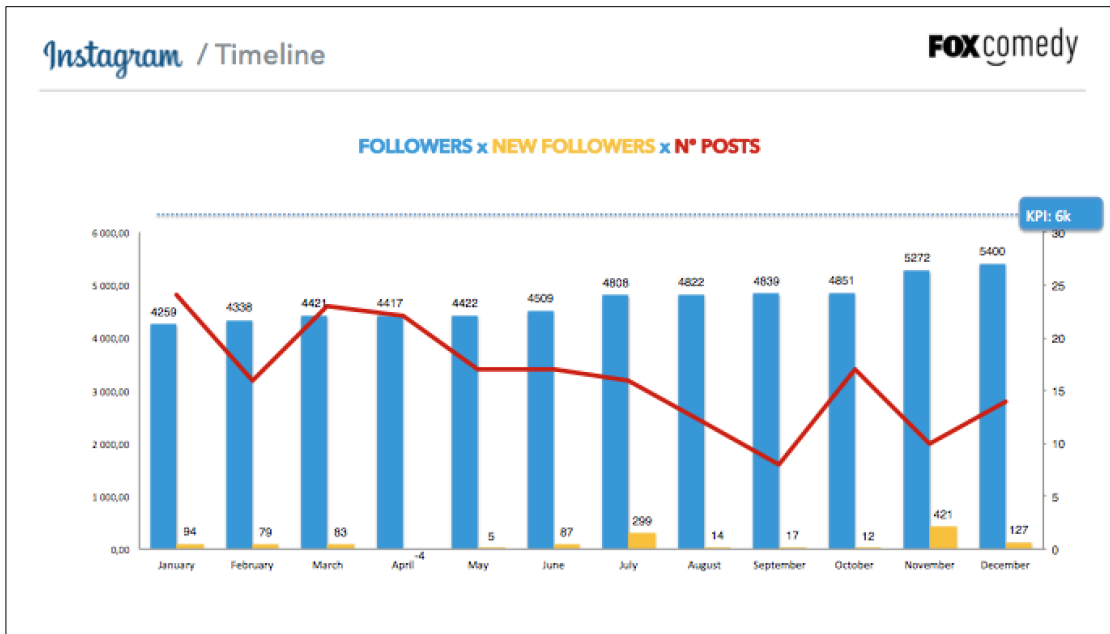 Instagram / Timeline
FOX comedy
FOLLOWERS x NEW FOLLOWERS x N° POSTS
KPI: 6k
6 000,00
5 000,00
4 000,00
3 000,00
2 000,00
1 000,00
0,00
30
25
20
15
10
5
0
4259
4338
4421
4417
4422
4509
4808
4822
4839
4851
5272
5400
94
79
83
-4
5
87
299
14
17
12
421
127
January
February
March
April
May
June
July
August
September
October
November
December